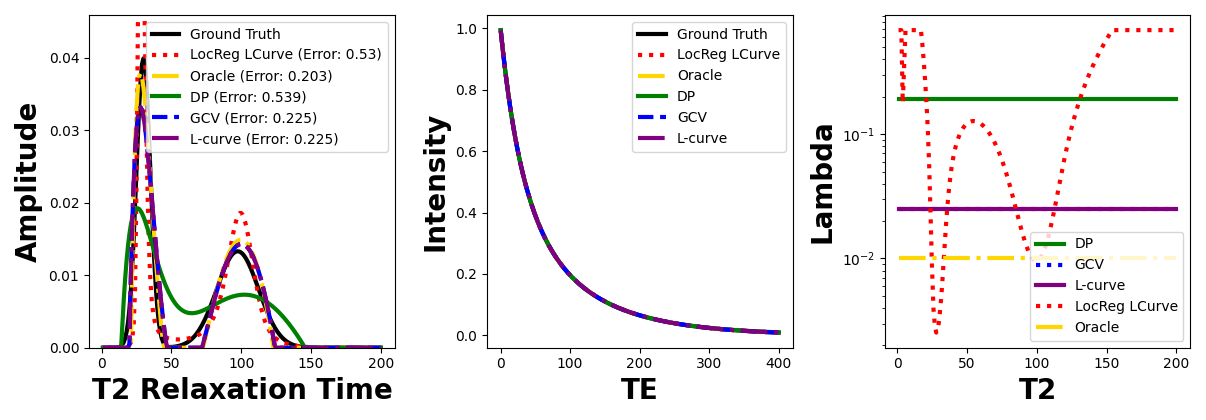 Amplitude
0.04
0.03
0.02
0.01
0.00
0
50
100
150
200
T2 Relaxation Time
Ground Truth
LocReg LCurve (Error: 0.53)
Oracle (Error: 0.203)
DP (Error: 0.539)
GCV (Error: 0.225)
L-curve (Error: 0.225)
Intensity
1.0
0.8
0.6
0.4
0.2
0.0
0
100
200
300
400
TE
Ground Truth
LocReg LCurve
Oracle
DP
GCV
L-curve
Lambda
10⁻¹
10⁻²
0
50
100
150
200
T2
DP
GCV
L-curve
LocReg LCurve
Oracle